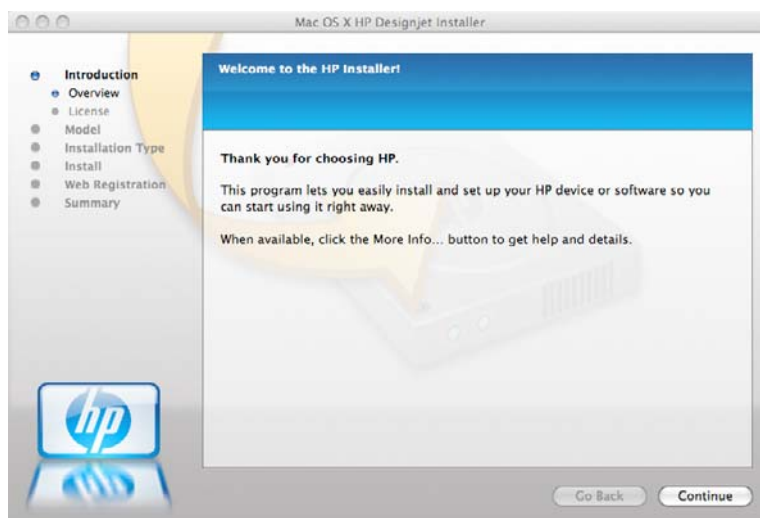 Mac OS X HP Designjet Installer
Introduction
Overview
License
Model
Installation Type
Install
Web Registration
Summary
Welcome to the HP Installer!
Thank you for choosing HP.
This program lets you easily install and set up your HP device or software so you
can start using it right away.
When available, click the More Info... button to get help and details.
hp
Go Back
Continue